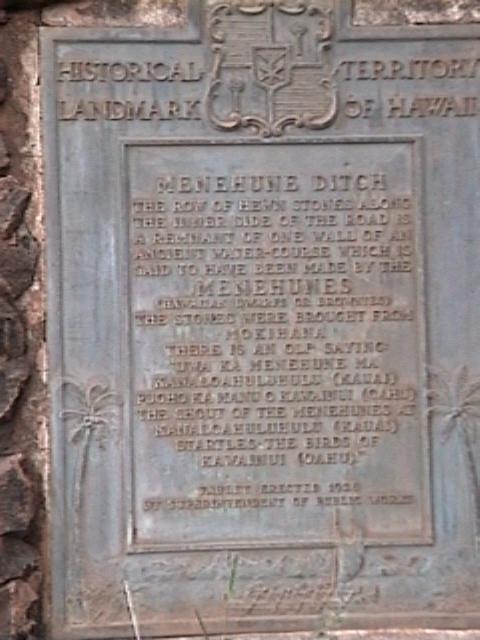 HISTORICAL TERRITORY
LANDMARK OF HAWAII
MENEHUNE DITCH
THE ROW OF HEWN STONES ALONG
THE INNER SIDE OF THE ROAD IS
A REMNANT OF ONE WALL OF AN
ANCIENT WATER-COURSE WHICH IS
SAID TO HAVE BEEN MADE BY THE
MENEHUNES
(HAWAIIAN DWARFS OR BROWNIES)
THE STONES WERE BROUGHT FROM
MOKIHANA
THERE IS AN OLD SAYING
"UWA KA MENEHUNE MA
KANALOAHULUHULU (KAUAI)
PUOHO KA MANU O KAWAINUI (OAHU)
THE SHOUT OF THE MENEHUNES AT
KANALOAHULUHULU (KAUAI)
STARTLES THE BIRDS OF
KAWAINUI (OAHU)"
TABLET ERECTED 1928
BY SUPERINTENDENT OF PUBLIC WORKS